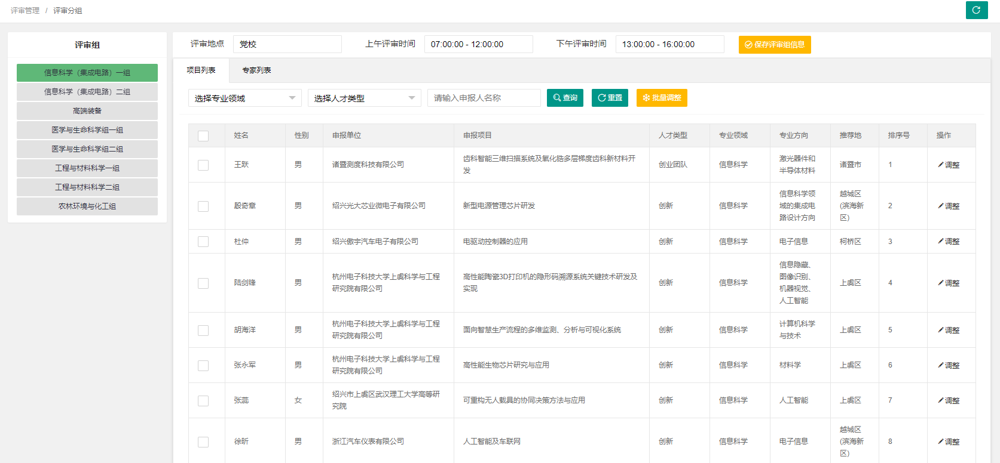 评审管理 / 评审分组
评审组
信息科学（集成电路）一组
信息科学（集成电路）二组
高端装备
医学与生命科学组一组
医学与生命科学组二组
工程与材料科学一组
工程与材料科学二组
农林环境与化工组
评审地点 党校 上午评审时间 07:00:00 - 12:00:00 下午评审时间 13:00:00 - 16:00:00 保存评审组信息
项目列表 专家列表
选择专业领域 选择人才类型 请输入申报人名称 查询 重置 批量调整
姓名 性别 申报单位 申报项目 人才类型 专业领域 专业方向 推荐地 排序号 操作
王跃 男 诸暨测度科技有限公司 齿科智能三维扫描系统及氧化锆多层梯度齿科新材料开
发 创业团队 信息科学 激光器件和
半导体材料 诸暨市 1 调整
殷奇章 男 绍兴光大芯业微电子有限公司 新型电源管理芯片研发 创新 信息科学 信息科学领
域的集成电
路设计方向 越城区
(滨海新
区) 2 调整
杜仲 男 绍兴傲宇汽车电子有限公司 电驱动控制器的应用 创新 信息科学 电子信息 柯桥区 3 调整
陆剑锋 男 杭州电子科技大学上虞科学与工程
研究院有限公司 高性能陶瓷3D打印机的隐形码溯源系统关键技术研发及
实现 创新 信息科学 信息隐藏、
图像识别、
机器视觉、
人工智能 上虞区 4 调整
胡海洋 男 杭州电子科技大学上虞科学与工程
研究院有限公司 面向智慧生产流程的多维监测、分析与可视化系统 创新 信息科学 计算机科学
与技术 上虞区 5 调整
张永军 男 杭州电子科技大学上虞科学与工程
研究院有限公司 高性能生物芯片研究与应用 创新 信息科学 材料学 上虞区 6 调整
张蕊 女 绍兴市上虞区武汉理工大学高等研
究院 可重构无人载具的协同决策方法与应用 创新 信息科学 人工智能 上虞区 7 调整
徐昕 男 浙江汽车仪表有限公司 人工智能及车联网 创新 信息科学 电子信息 越城区
(滨海新
区) 8 调整